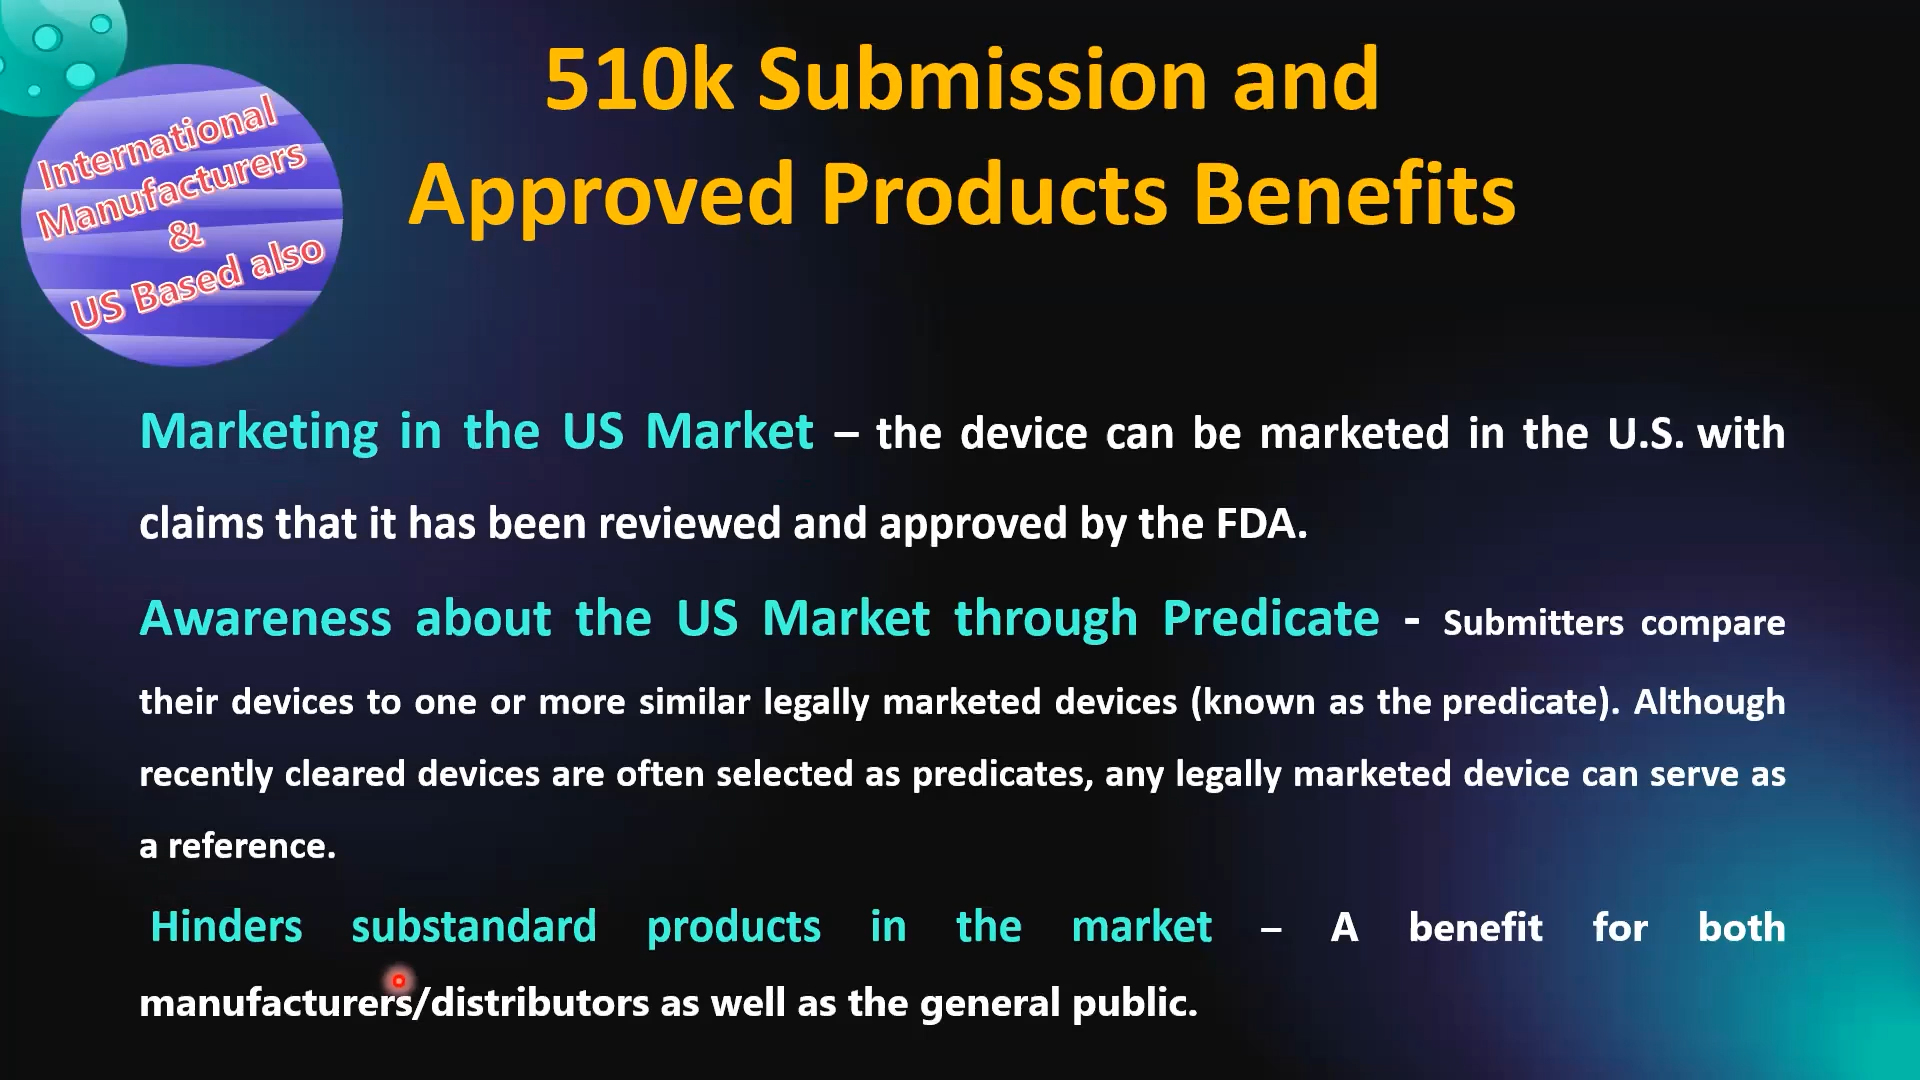 510k Submission and
Approved Products Benefits
International
Manufacturers
&
US Based also
Marketing in the US Market – the device can be marketed in the U.S. with
claims that it has been reviewed and approved by the FDA.
Awareness about the US Market through Predicate - Submitters compare
their devices to one or more similar legally marketed devices (known as the predicate). Although
recently cleared devices are often selected as predicates, any legally marketed device can serve as
a reference.
Hinders substandard products in the market – A benefit for both
manufacturers/distributors as well as the general public.